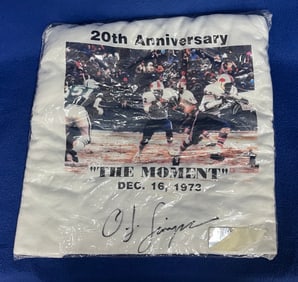 20th Anniversary
"THE MOMENT"
DEC. 16, 1973
O.J. Simpson